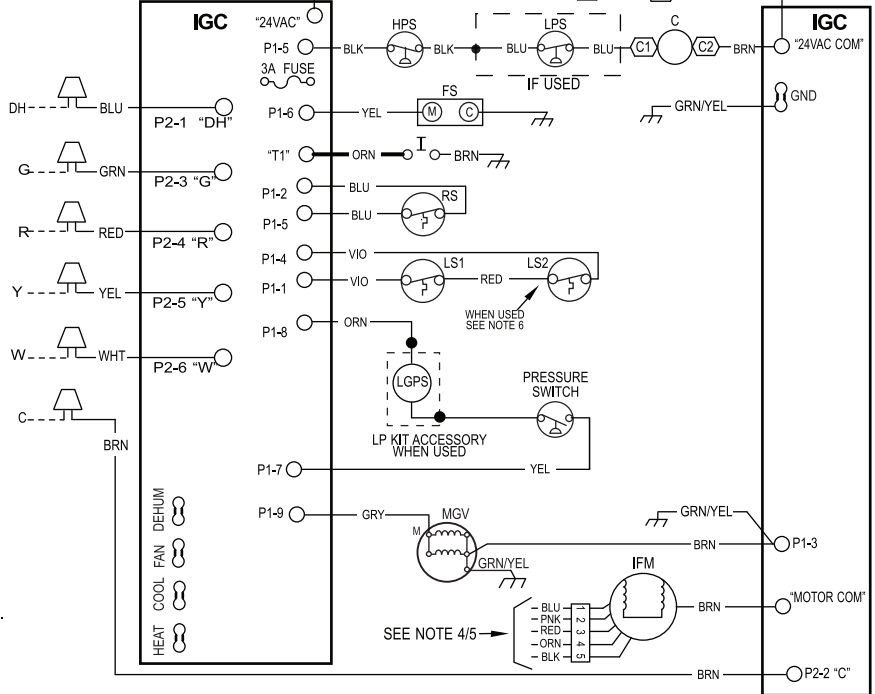 IGC
"24VAC"
P1-5
BLK
HPS
BLK
BLU
LPS
BLU
IF USED
C1
C
C2
BRN
IGC
"24VAC COM"
3A FUSE
P1-6
YEL
FS
M
C
GRN/YEL
GND
DH
BLU
P2-1 "DH"
"T1"
ORN
BRN
G
GRN
P2-3 "G"
P1-2
BLU
RS
P1-5
BLU
R
RED
P2-4 "R"
P1-4
VIO
P1-1
VIO
LS1
RED
LS2
WHEN USED
SEE NOTE 6
Y
YEL
P2-5 "Y"
P1-8
ORN
W
WHT
P2-6 "W"
LGPS
LP KIT ACCESSORY
WHEN USED
PRESSURE
SWITCH
C
BRN
P1-7
YEL
P1-9
GRY
MGV
M
GRN/YEL
GRN/YEL
BRN
P1-3
DEHUM
FAN
COOL
HEAT
SEE NOTE 4/5
BLU
PNK
RED
ORN
BLK
1
2
3
4
5
IFM
BRN
"MOTOR COM"
BRN
P2-2 "C"